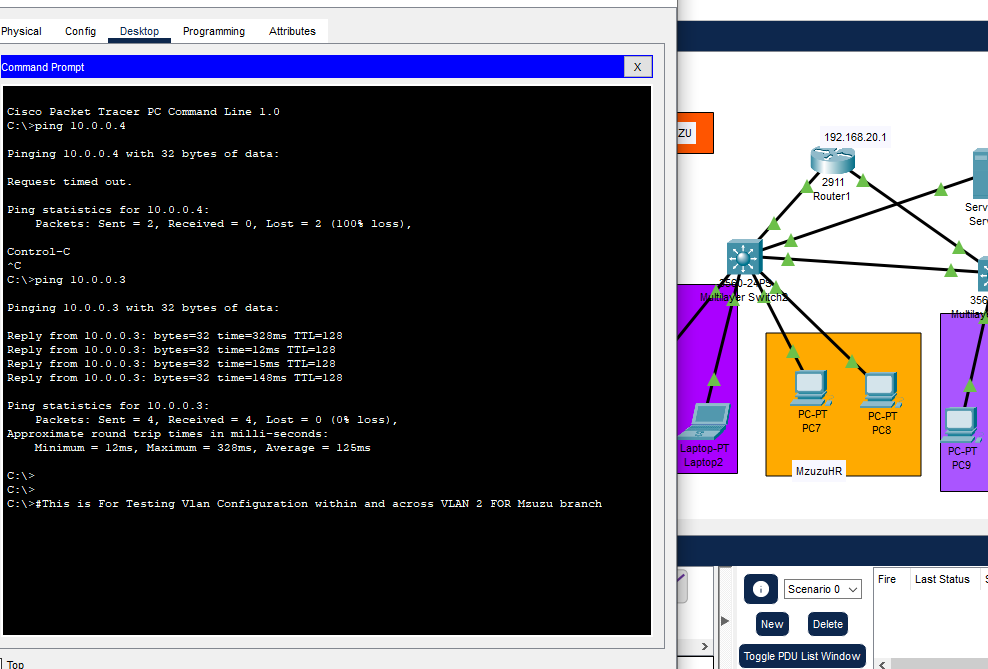 Physical Config Desktop Programming Attributes
Command Prompt
X
Cisco Packet Tracer PC Command Line 1.0
C:\>ping 10.0.0.4
Pinging 10.0.0.4 with 32 bytes of data:
Request timed out.
Ping statistics for 10.0.0.4:
Packets: Sent = 2, Received = 0, Lost = 2 (100% loss),
Control-C
^C
C:\>ping 10.0.0.3
Pinging 10.0.0.3 with 32 bytes of data:
Reply from 10.0.0.3: bytes=32 time=328ms TTL=128
Reply from 10.0.0.3: bytes=32 time=12ms TTL=128
Reply from 10.0.0.3: bytes=32 time=15ms TTL=128
Reply from 10.0.0.3: bytes=32 time=148ms TTL=128
Ping statistics for 10.0.0.3:
Packets: Sent = 4, Received = 4, Lost = 0 (0% loss),
Approximate round trip times in milli-seconds:
Minimum = 12ms, Maximum = 328ms, Average = 125ms
C:\>
C:\>
C:\>#This is For Testing Vlan Configuration within and across VLAN 2 FOR Mzuzu branch
Top
ZU
192.168.20.1
2911
Router1
Serv
Ser
3560-24PS
Multilayer Switch2
356
Multilay
Laptop-PT
Laptop2
PC-PT
PC7
PC-PT
PC8
MzuzuHR
PC-PT
PC9
Scenario 0
New
Delete
Toggle PDU List Window
Fire Last Status